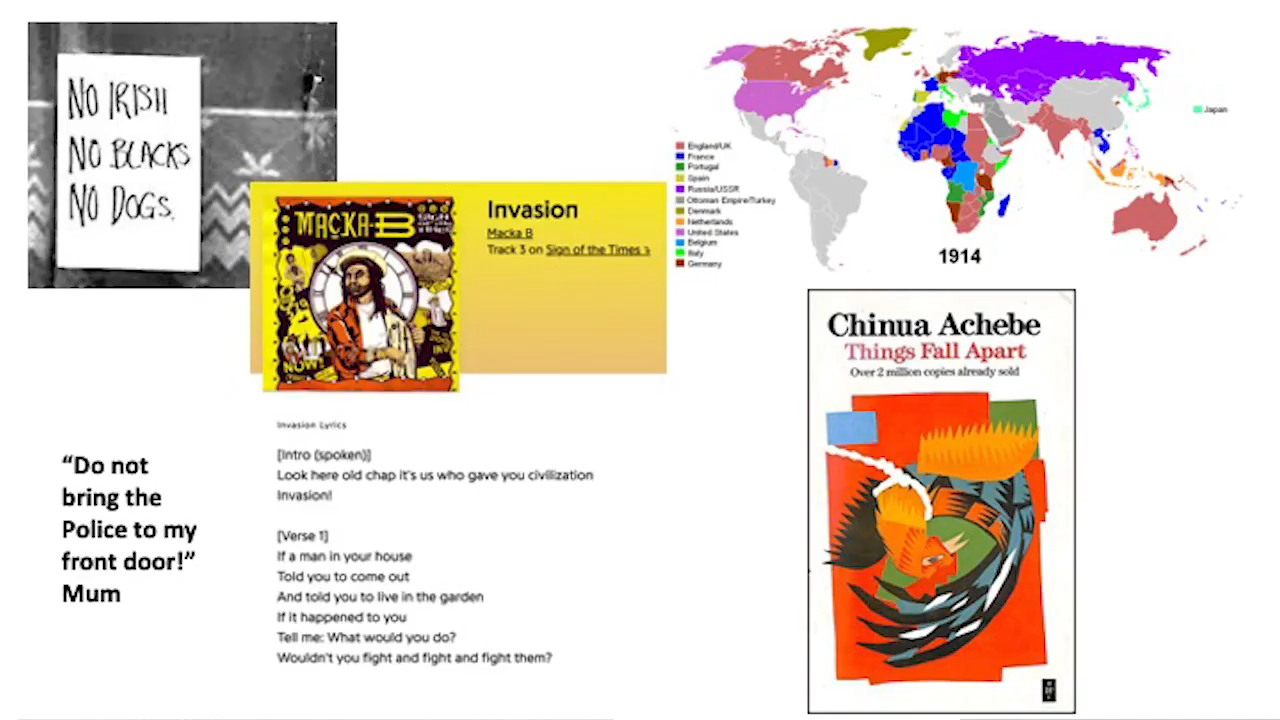 NO IRISH
NO BLACKS
NO DOGS.
MACKA-B
NOW!
Invasion
Macka B
Track 3 on Sign of the Times
Invasion Lyrics
[Intro (spoken)]
Look here old chap it's us who gave you civilization
Invasion!
[Verse 1]
If a man in your house
Told you to come out
And told you to live in the garden
If it happened to you
Tell me: What would you do?
Wouldn't you fight and fight and fight them?
“Do not
bring the
Police to my
front door!”
Mum
England/UK
France
Portugal
Spain
Russia/USSR
Ottoman Empire/Turkey
Denmark
Netherlands
United States
Belgium
Italy
Germany
Japan
1914
Chinua Achebe
Things Fall Apart
Over 2 million copies already sold